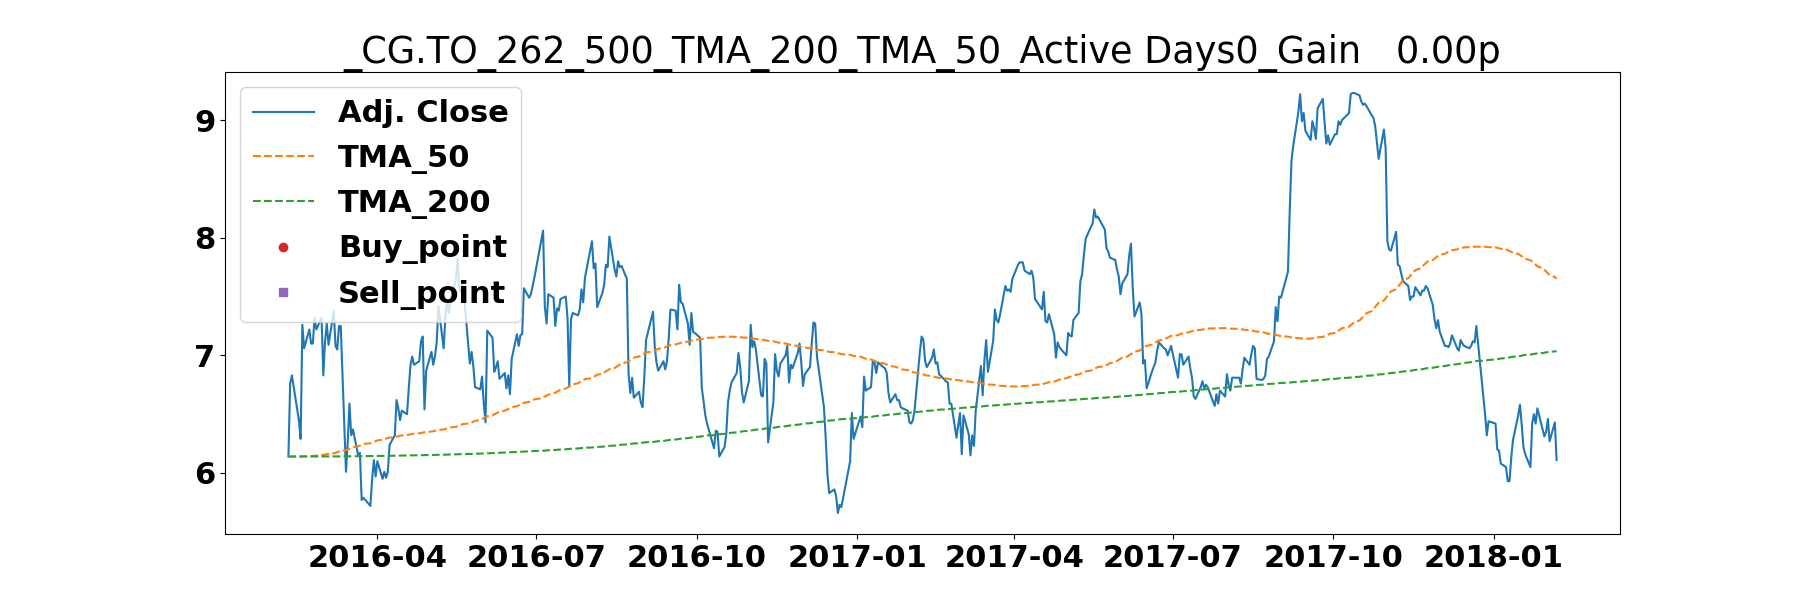 _CG.TO_262_500_TMA_200_TMA_50_Active Days0_Gain   0.00p
Adj. Close
TMA_50
TMA_200
Buy_point
Sell_point
9
8
7
6
2016-04 2016-07 2016-10 2017-01 2017-04 2017-07 2017-10 2018-01